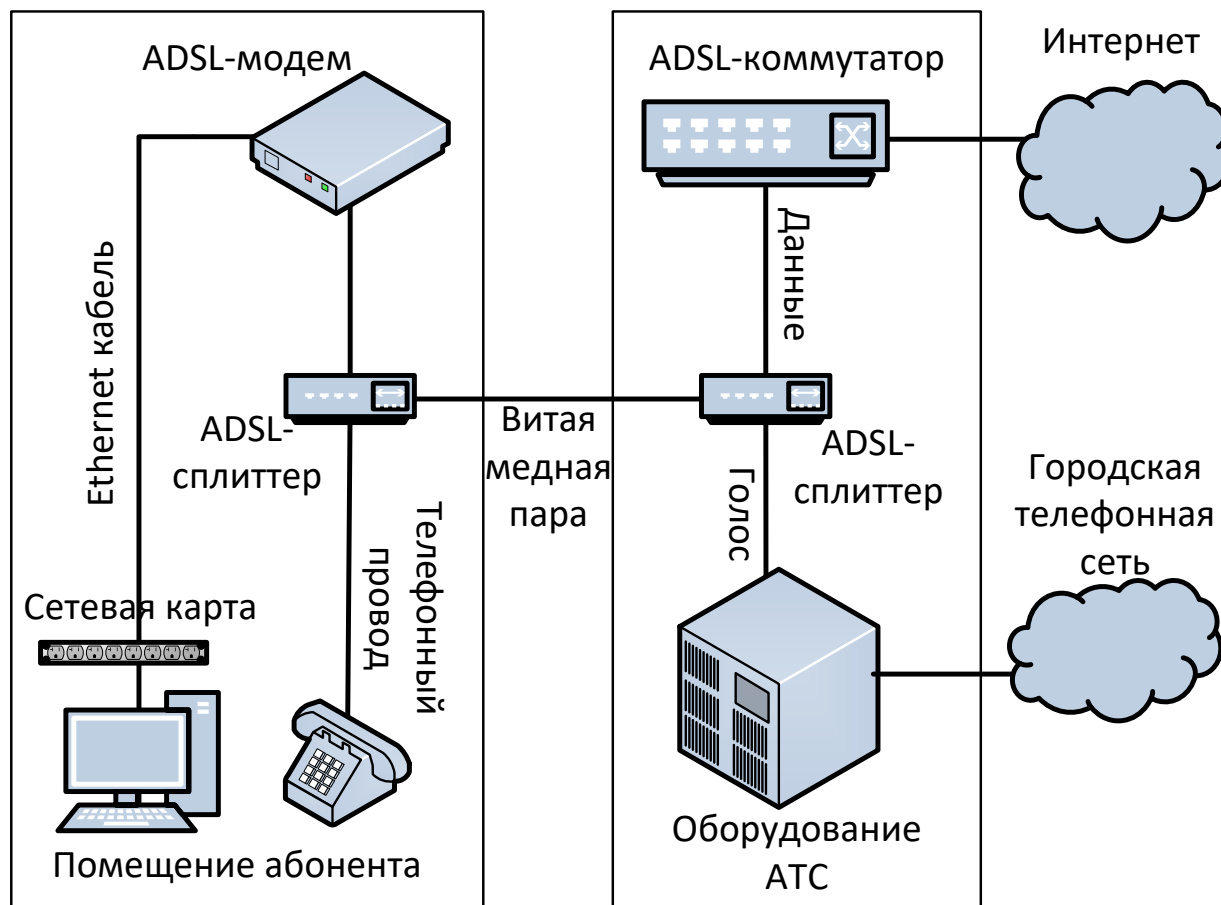 ADSL-модем
ADSL-коммутатор
Интернет
Ethernet кабель
Данные
ADSL-
сплиттер
Витая
медная
пара
ADSL-
сплиттер
Телефонный
провод
Голос
Городская
телефонная
сеть
Сетевая карта
Помещение абонента
Оборудование
АТС